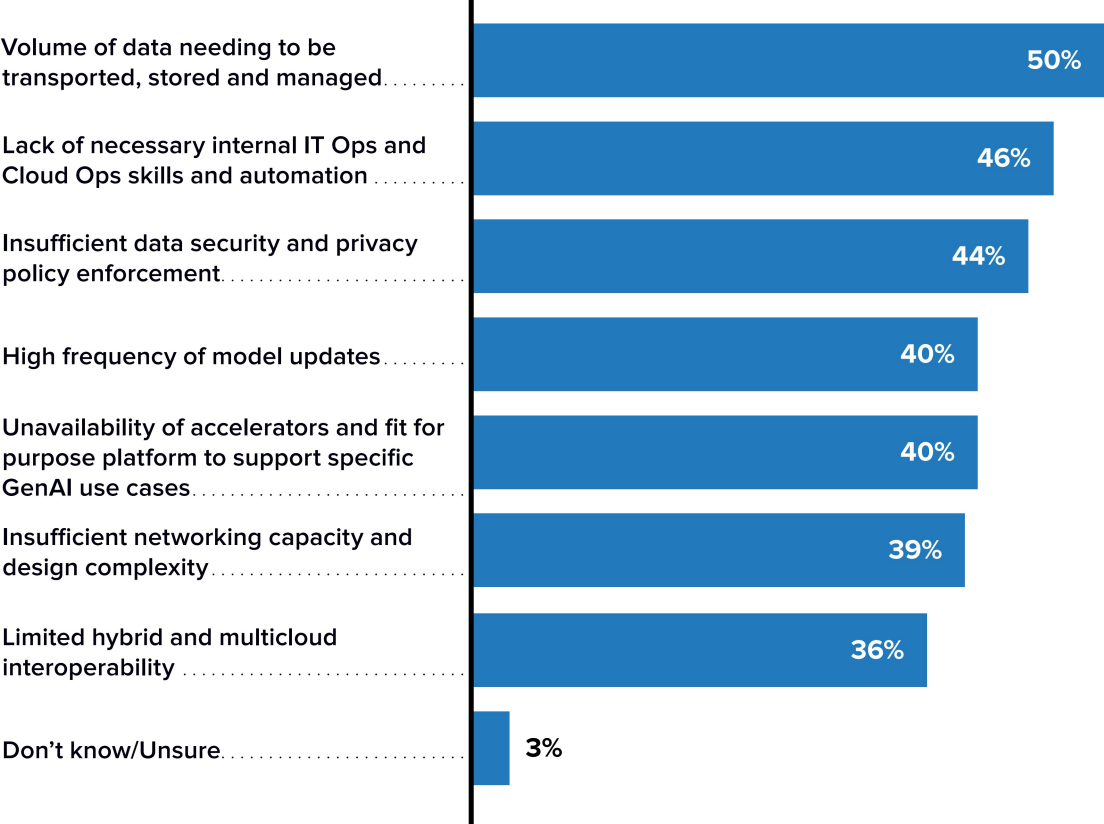 Volume of data needing to be
transported, stored and managed
50%
Lack of necessary internal IT Ops and
Cloud Ops skills and automation
46%
Insufficient data security and privacy
policy enforcement
44%
High frequency of model updates
40%
Unavailability of accelerators and fit for
purpose platform to support specific
GenAI use cases
40%
Insufficient networking capacity and
design complexity
39%
Limited hybrid and multicloud
interoperability
36%
Don’t know/Unsure
3%